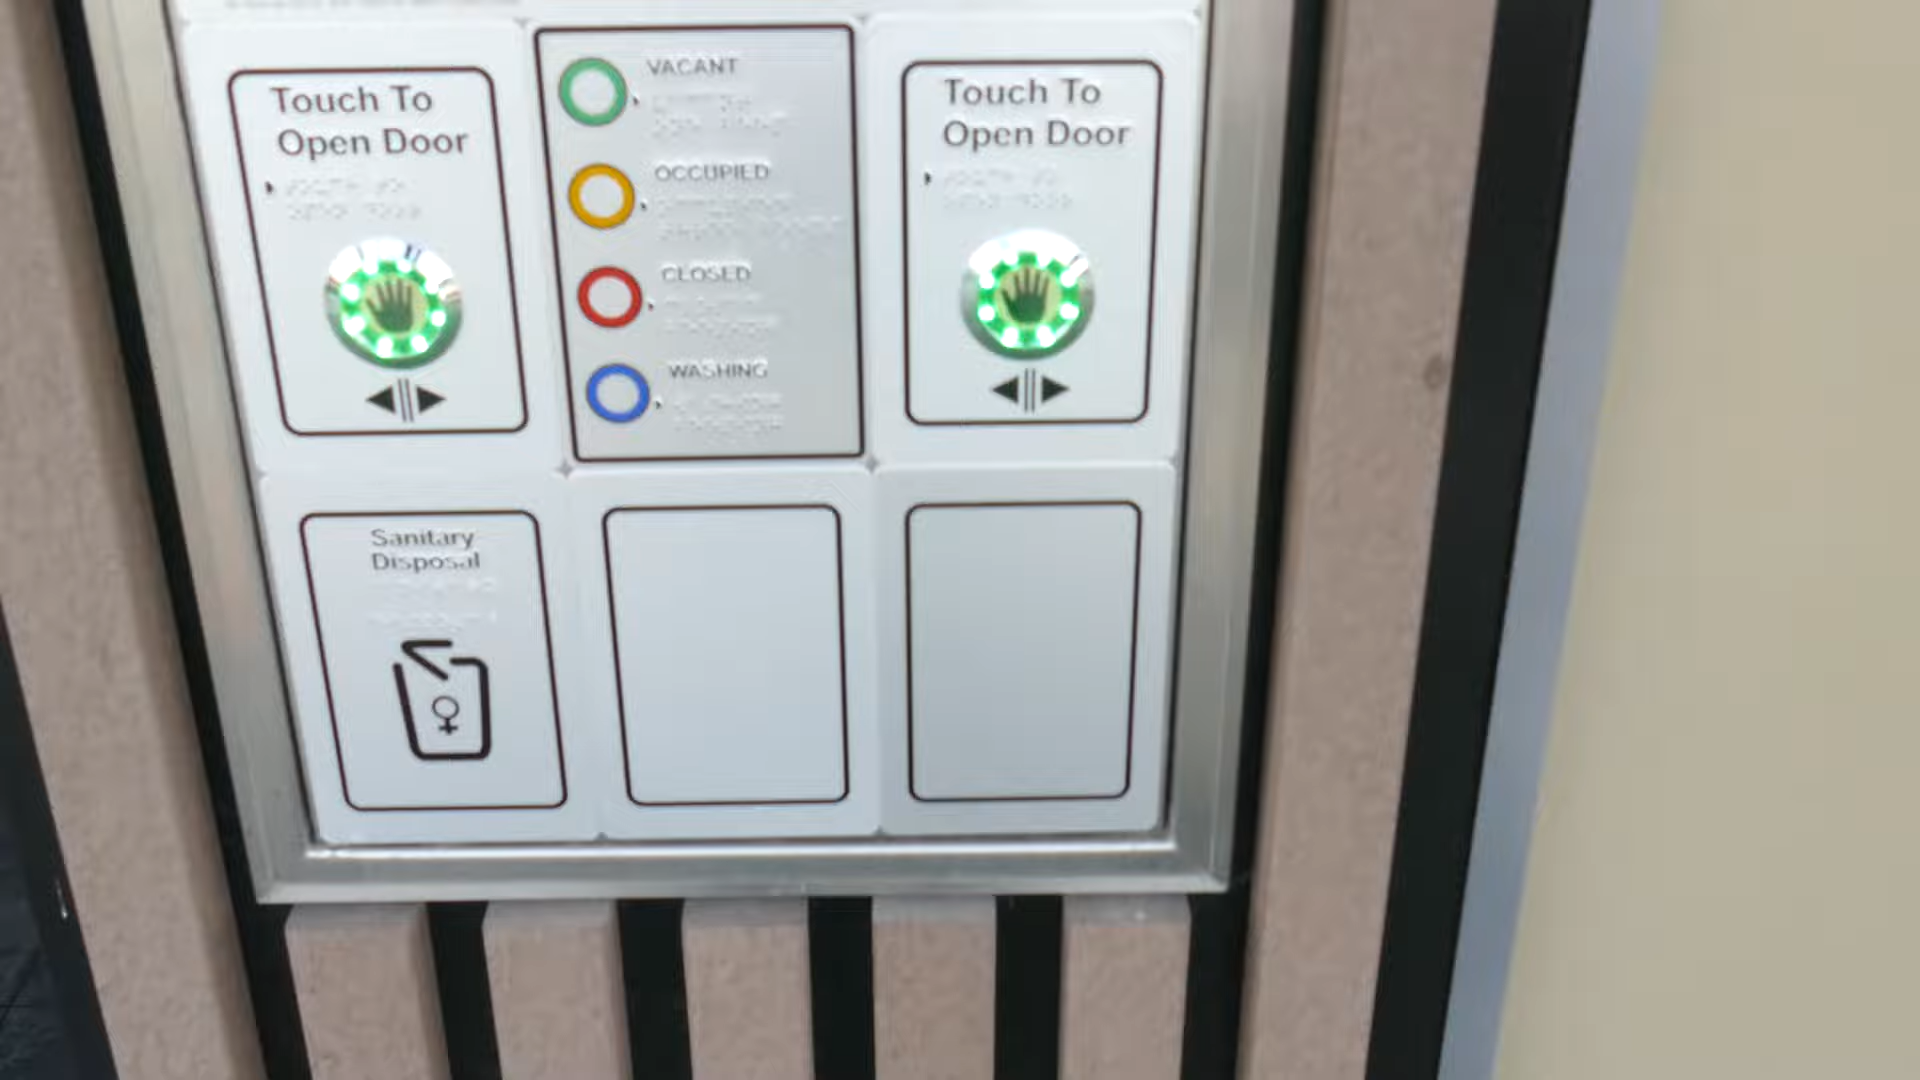 Touch To
Open Door
VACANT
OCCUPIED
CLOSED
WASHING
Touch To
Open Door
Sanitary
Disposal